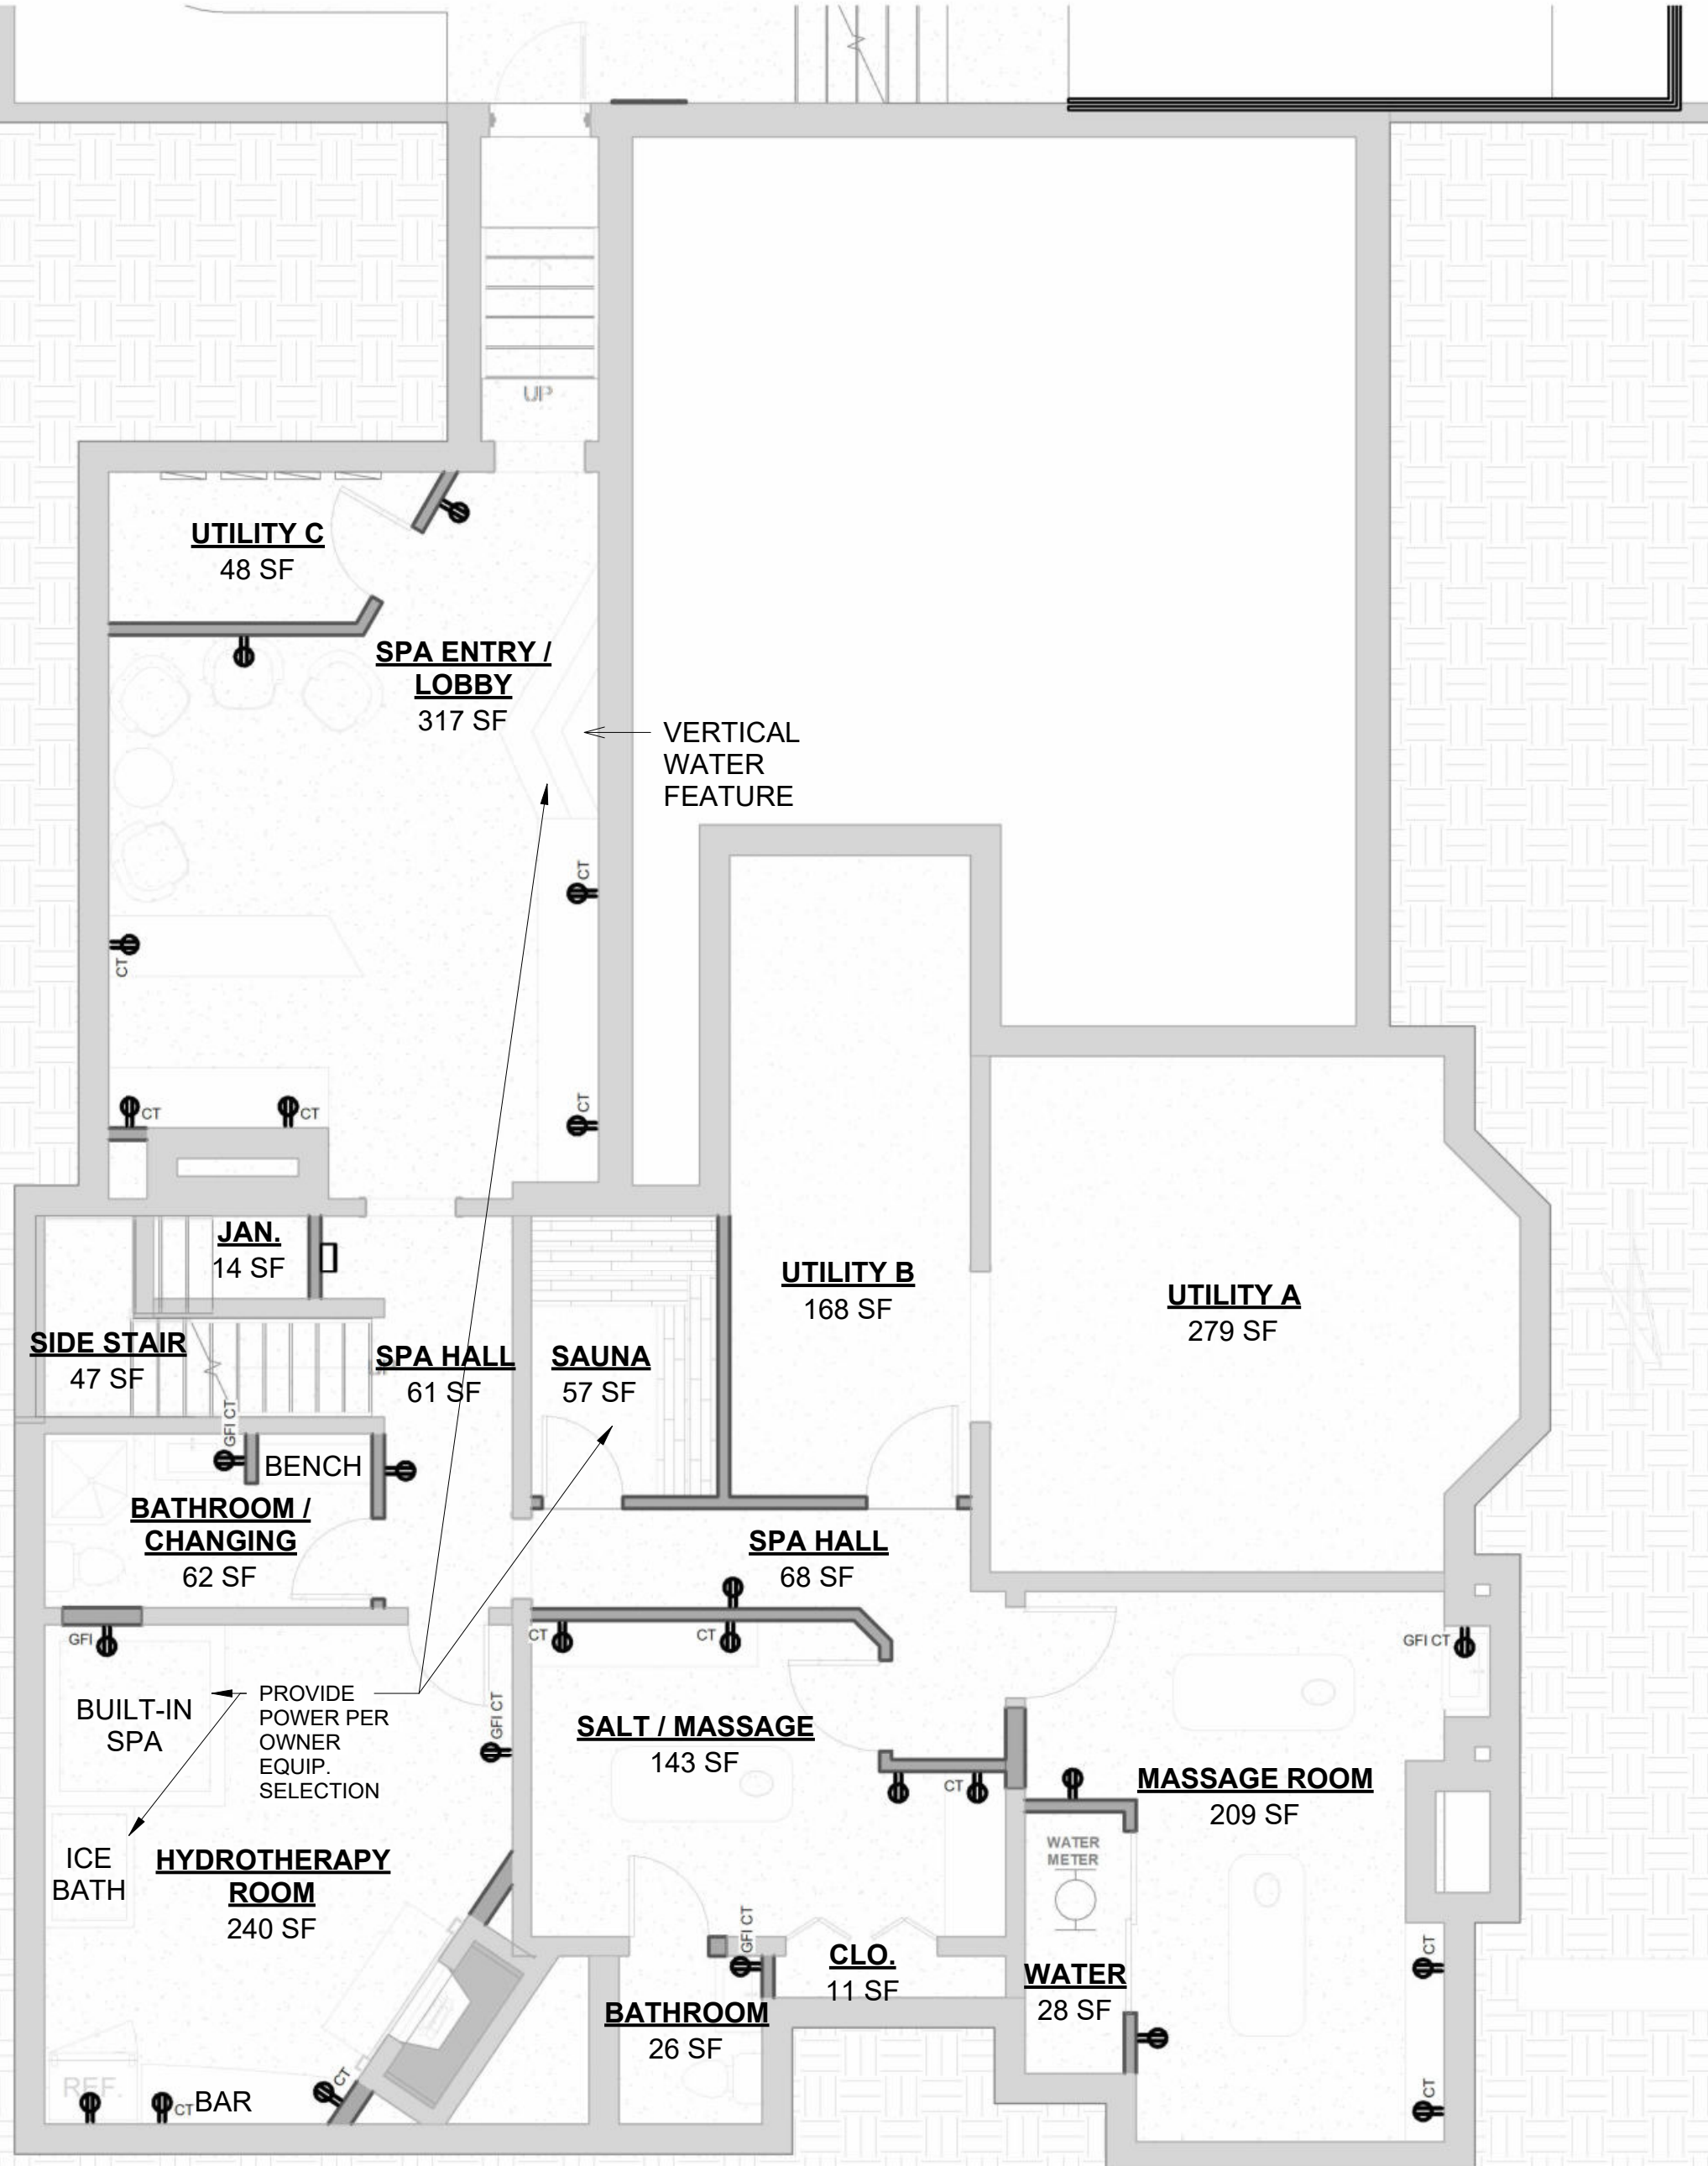 UP
UTILITY C
48 SF
SPA ENTRY /
LOBBY
317 SF
VERTICAL
WATER
FEATURE
CT
CT
CT
CT
CT
JAN.
14 SF
SIDE STAIR
47 SF
SPA HALL
61 SF
SAUNA
57 SF
UTILITY B
168 SF
UTILITY A
279 SF
GFI CT
BENCH
BATHROOM /
CHANGING
62 SF
SPA HALL
68 SF
GFI
CT
CT
GFI CT
BUILT-IN
SPA
PROVIDE
POWER PER
OWNER
EQUIP.
SELECTION
GFI CT
SALT / MASSAGE
143 SF
CT
MASSAGE ROOM
209 SF
ICE
BATH
HYDROTHERAPY
ROOM
240 SF
WATER
METER
GFI CT
CLO.
11 SF
WATER
28 SF
CT
BATHROOM
26 SF
REF.
CT
BAR
CT
CT